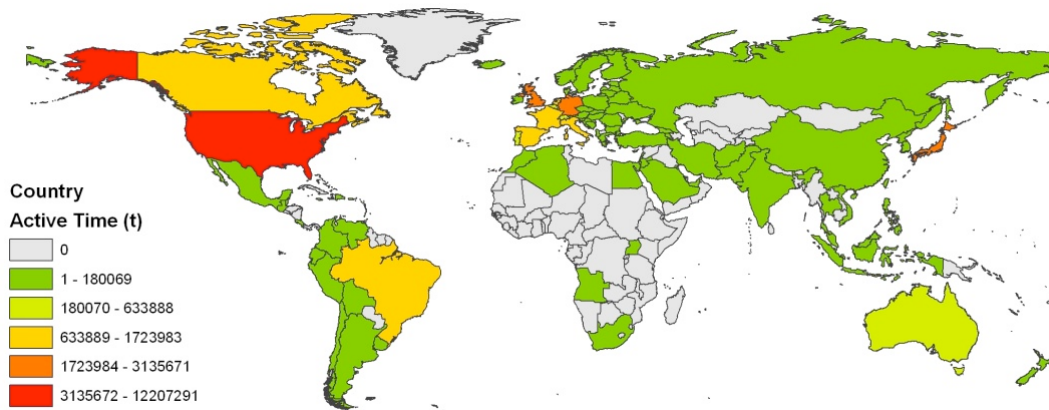 Country
Active Time (t)
0
1 - 180069
180070 - 633888
633889 - 1723983
1723984 - 3135671
3135672 - 12207291